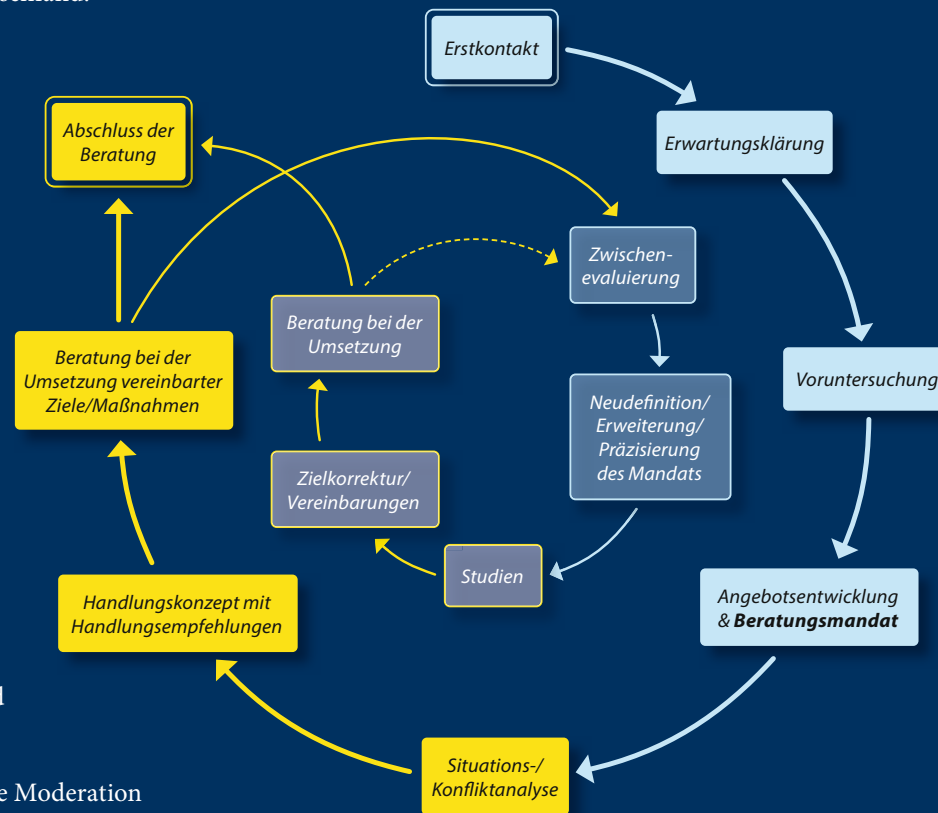 Erstkontakt
Erwartungsklärung
Voruntersuchung
Angebotsentwicklung
& Beratungsmandat
Situations-/
Konfliktanalyse
Handlungskonzept mit
Handlungsempfehlungen
Beratung bei der
Umsetzung vereinbarter
Ziele/Maßnahmen
Abschluss der
Beratung
Zwischen-
evaluierung
Neudefinition/
Erweiterung/
Präzisierung
des Mandats
Studien
Zielkorrektur/
Vereinbarungen
Beratung bei der
Umsetzung
Moderation